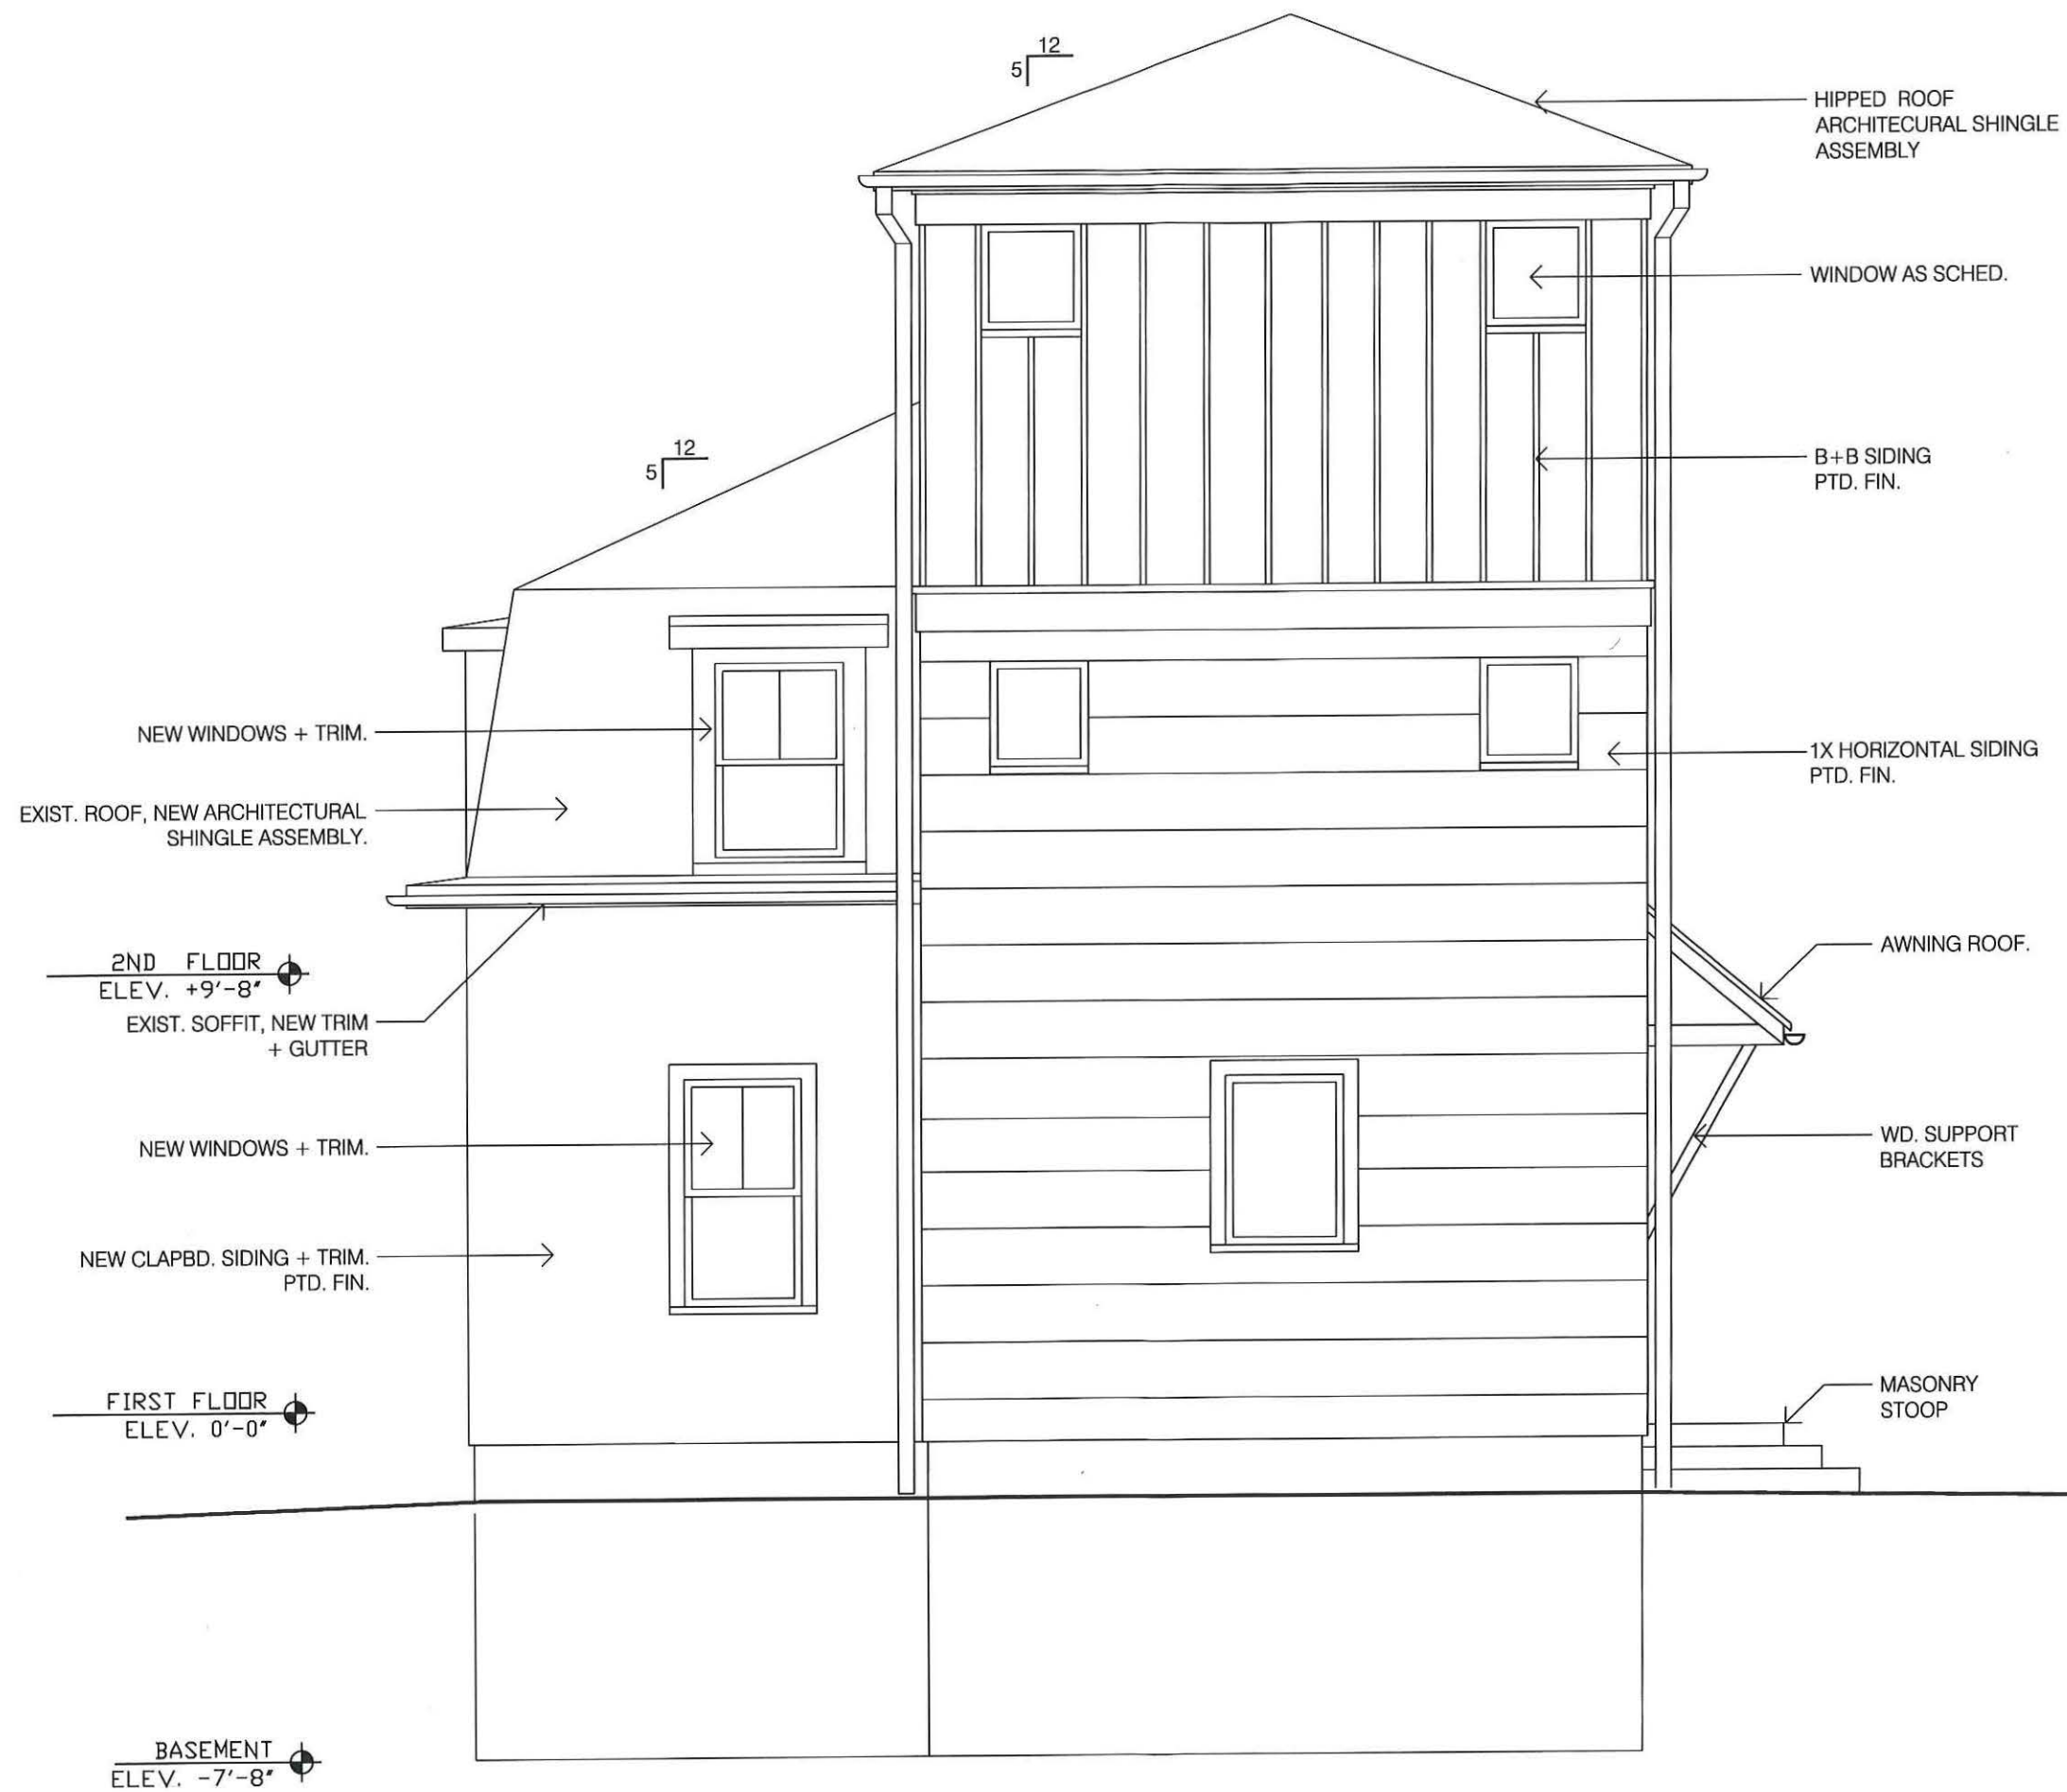 12
5
HIPPED ROOF
ARCHITECURAL SHINGLE
ASSEMBLY
WINDOW AS SCHED.
12
5
B+B SIDING
PTD. FIN.
NEW WINDOWS + TRIM.
1X HORIZONTAL SIDING
PTD. FIN.
EXIST. ROOF, NEW ARCHITECTURAL
SHINGLE ASSEMBLY.
AWNING ROOF.
2ND FLOOR
ELEV. +9'-8"
EXIST. SOFFIT, NEW TRIM
+ GUTTER
NEW WINDOWS + TRIM.
WD. SUPPORT
BRACKETS
NEW CLAPBD. SIDING + TRIM.
PTD. FIN.
MASONRY
STOOP
FIRST FLOOR
ELEV. 0'-0"
BASEMENT
ELEV. -7'-8"